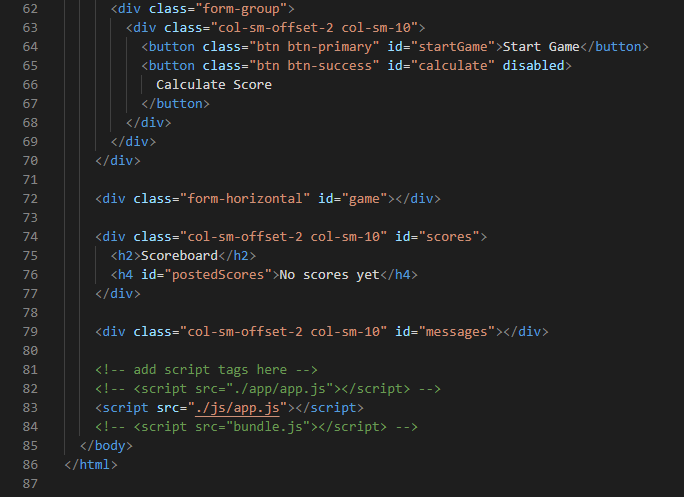 62 <div class="form-group">
63 <div class="col-sm-offset-2 col-sm-10">
64 <button class="btn btn-primary" id="startGame">Start Game</button>
65 <button class="btn btn-success" id="calculate" disabled>
66 Calculate Score
67 </button>
68 </div>
69 </div>
70 </div>
71
72 <div class="form-horizontal" id="game"></div>
73
74 <div class="col-sm-offset-2 col-sm-10" id="scores">
75 <h2>Scoreboard</h2>
76 <h4 id="postedScores">No scores yet</h4>
77 </div>
78
79 <div class="col-sm-offset-2 col-sm-10" id="messages"></div>
80
81 <!-- add script tags here -->
82 <!-- <script src="./app/app.js"></script> -->
83 <script src="./js/app.js"></script>
84 <!-- <script src="bundle.js"></script> -->
85 </body>
86 </html>
87